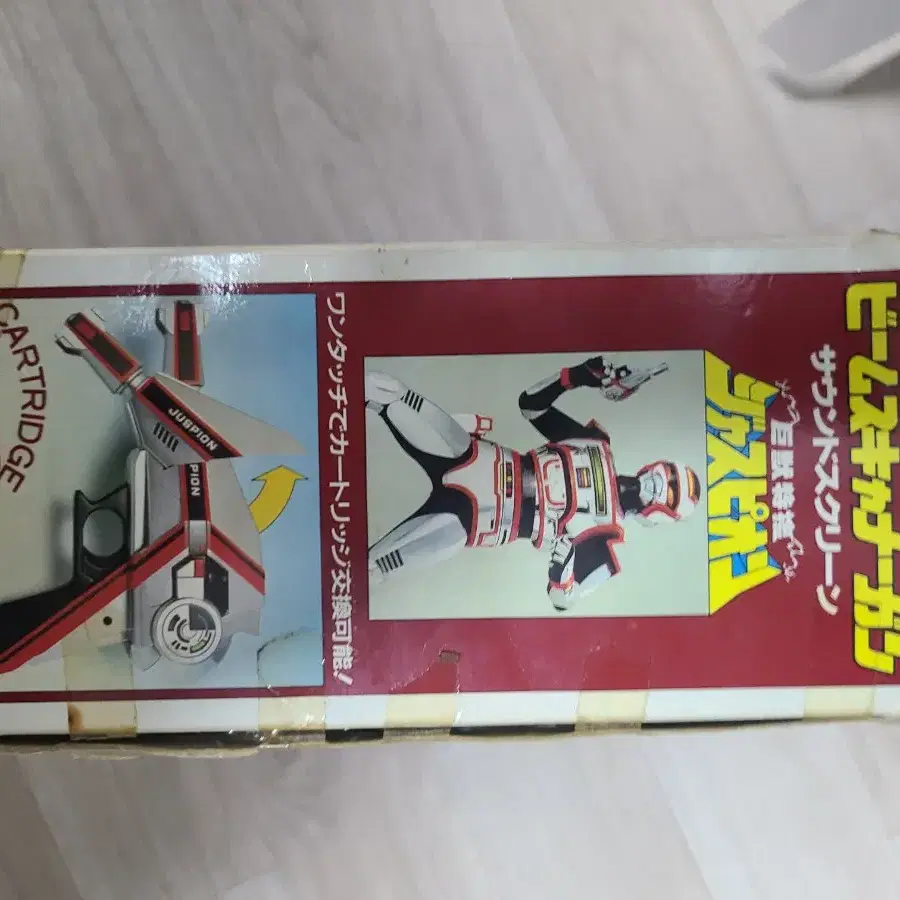 サウンドスクリーン
ビームスキャナーガン
巨獣特捜
ジャスピオン
ワンタッチでカートリッジ交換可能!
JUSPION
PION
CARTRIDGE